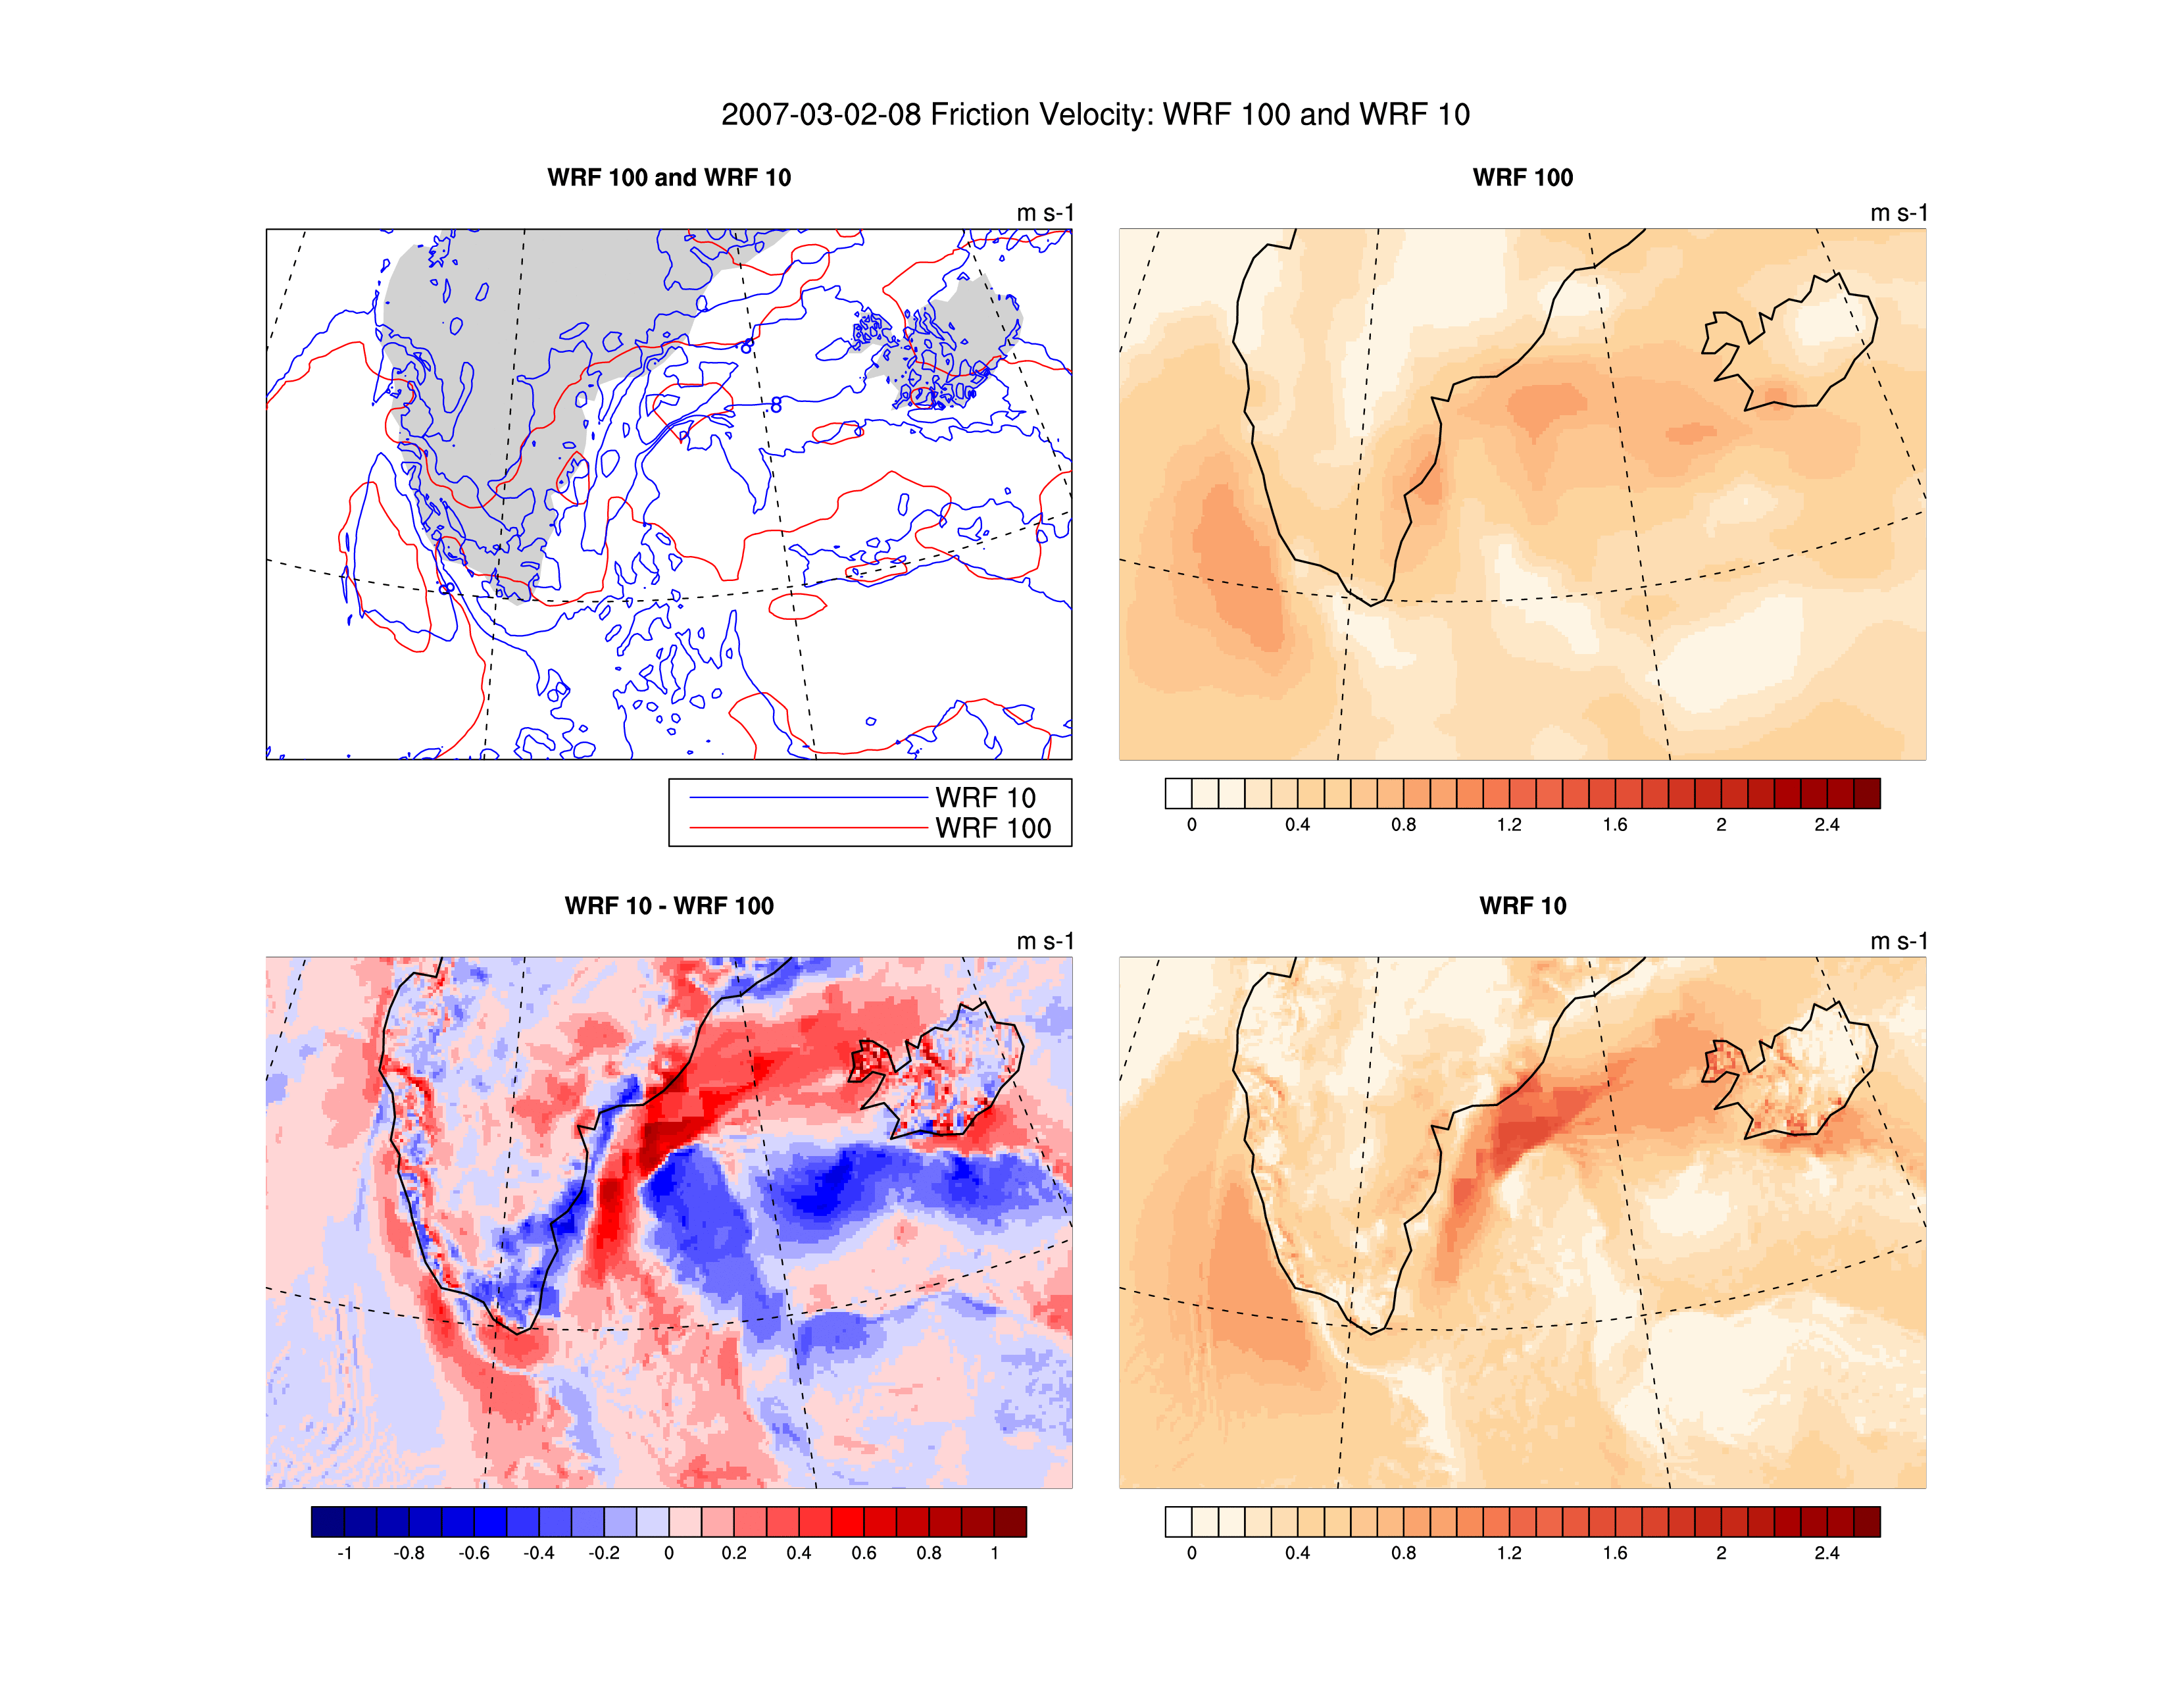 2007-03-02-08 Friction Velocity: WRF 100 and WRF 10
WRF 100 and WRF 10
m s-1
.8
.8
8
WRF 10
WRF 100
WRF 100
m s-1
0 0.4 0.8 1.2 1.6 2 2.4
WRF 10 - WRF 100
m s-1
-1 -0.8 -0.6 -0.4 -0.2 0 0.2 0.4 0.6 0.8 1
WRF 10
m s-1
0 0.4 0.8 1.2 1.6 2 2.4